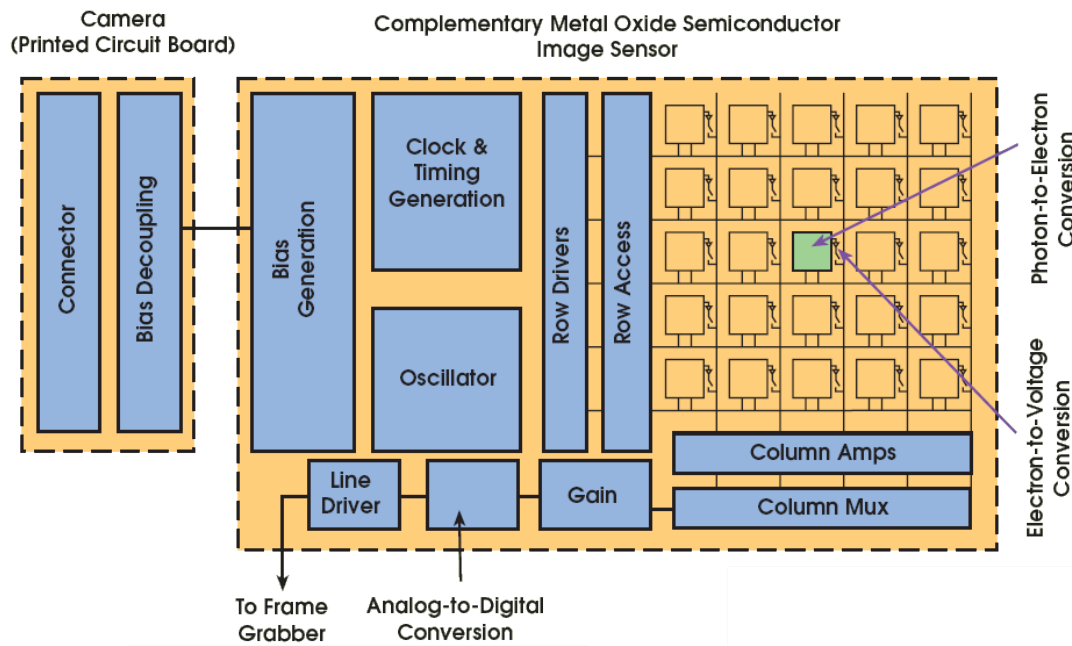 Camera
(Printed Circuit Board)
Complementary Metal Oxide Semiconductor
Image Sensor
Connector
Bias Decoupling
Bias
Generation
Clock &
Timing
Generation
Oscillator
Row Drivers
Row Access
Photon-to-Electron
Conversion
Electron-to-Voltage
Conversion
Column Amps
Column Mux
Gain
Line
Driver
To Frame
Grabber
Analog-to-Digital
Conversion